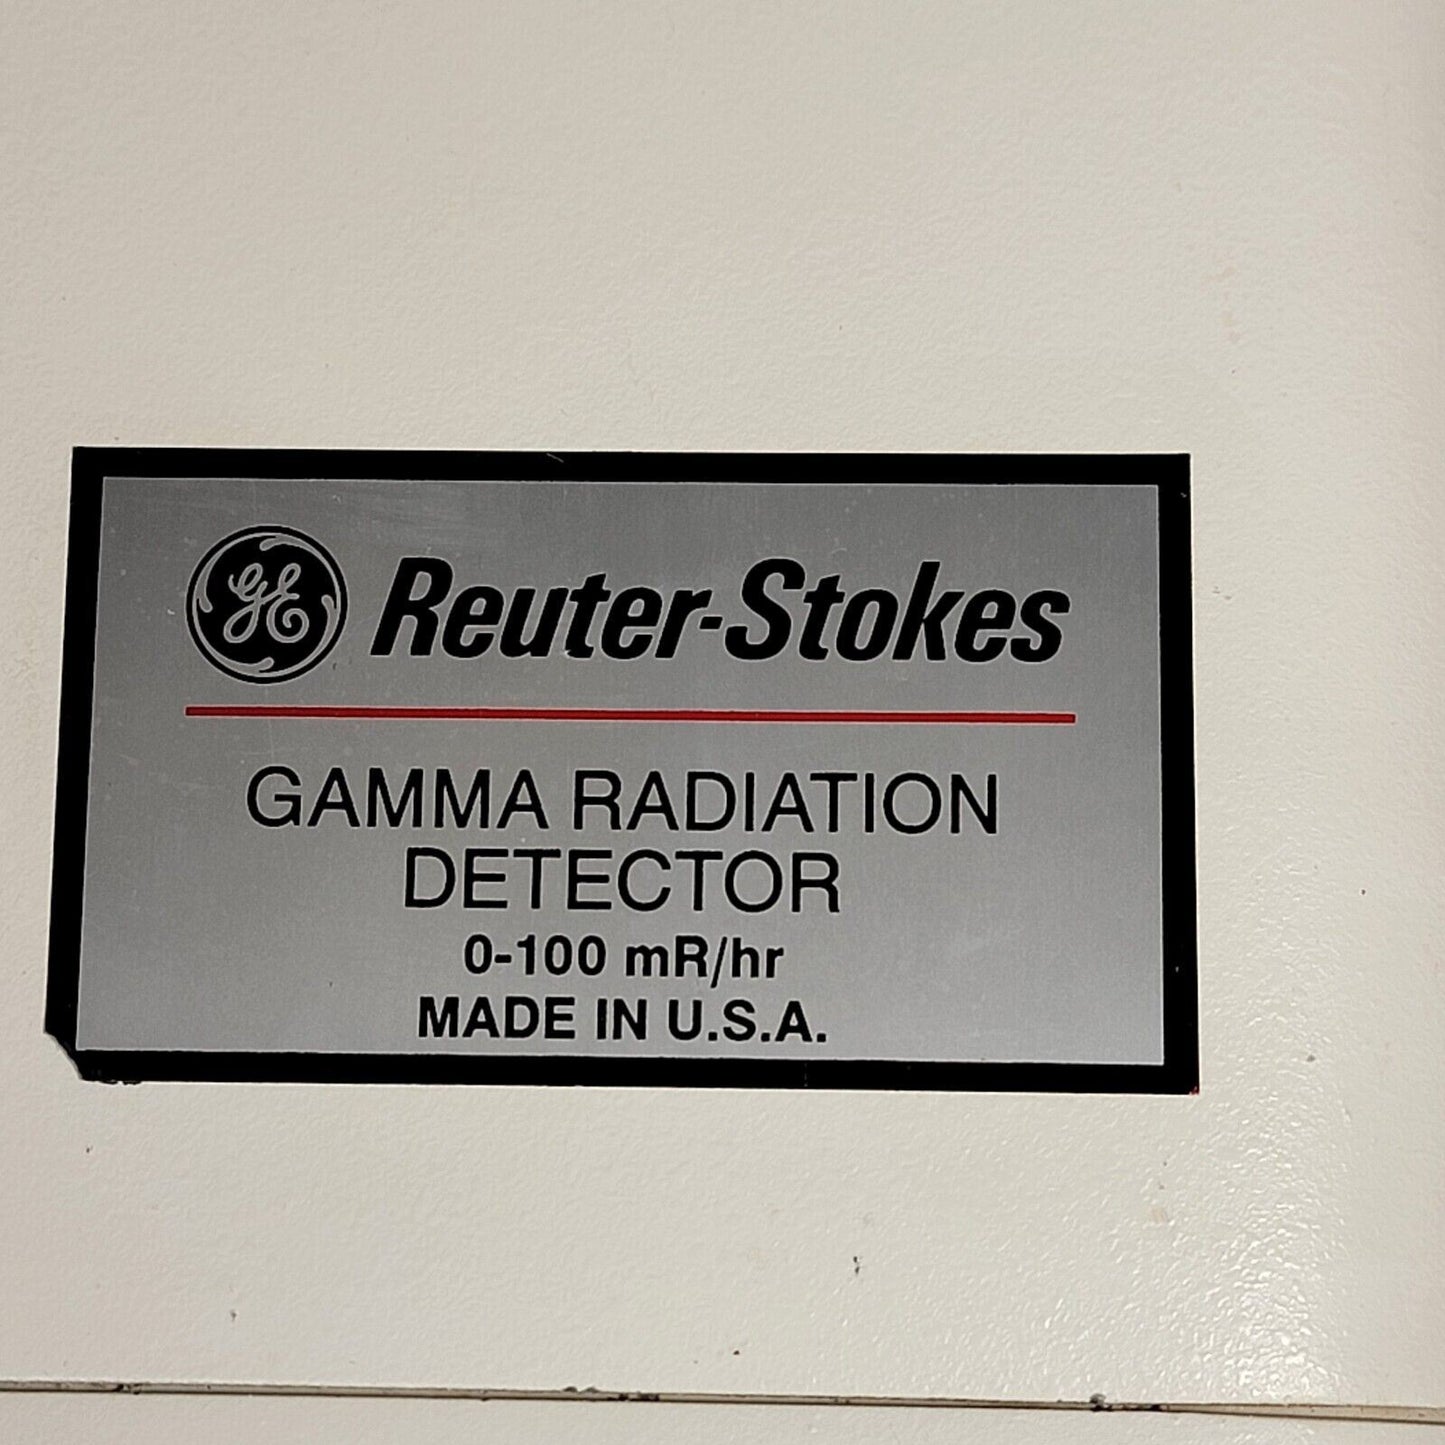 GE Reuter-Stokes
GAMMA RADIATION
DETECTOR
0-100 mR/hr
MADE IN U.S.A.